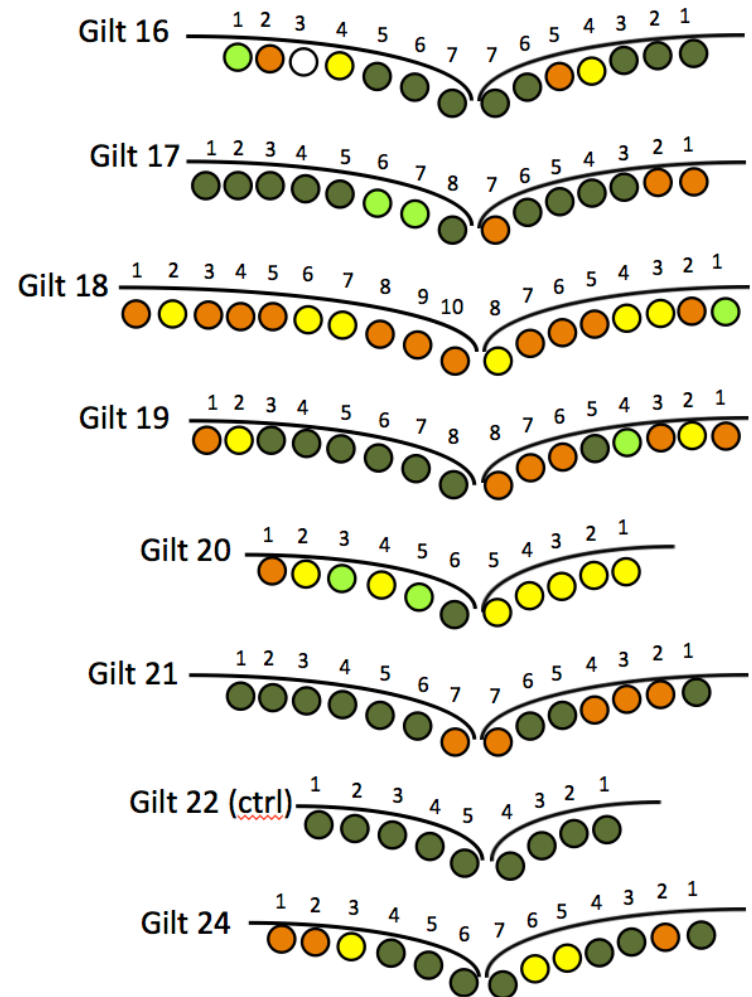 Gilt 16 1 2 3 4 5 6 7 7 6 5 4 3 2 1
Gilt 17 1 2 3 4 5 6 7 8 7 6 5 4 3 2 1
Gilt 18 1 2 3 4 5 6 7 8 9 10 8 7 6 5 4 3 2 1
Gilt 19 1 2 3 4 5 6 7 8 8 7 6 5 4 3 2 1
Gilt 20 1 2 3 4 5 6 5 4 3 2 1
Gilt 21 1 2 3 4 5 6 7 7 6 5 4 3 2 1
Gilt 22 (ctrl) 1 2 3 4 5 4 3 2 1
Gilt 24 1 2 3 4 5 6 7 6 5 4 3 2 1